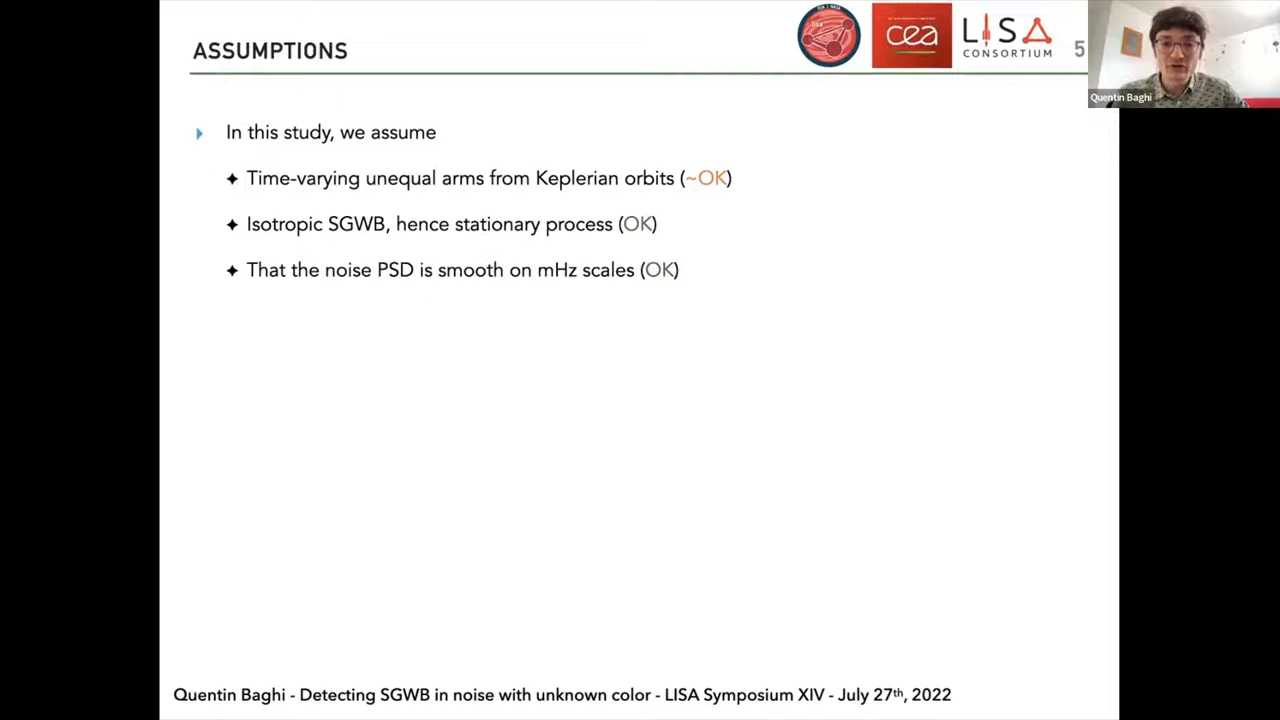 ASSUMPTIONS
lisa
cea
LISA
CONSORTIUM
5
Quentin Baghi
In this study, we assume
Time-varying unequal arms from Keplerian orbits (~OK)
Isotropic SGWB, hence stationary process (OK)
That the noise PSD is smooth on mHz scales (OK)
Quentin Baghi - Detecting SGWB in noise with unknown color - LISA Symposium XIV - July 27th, 2022